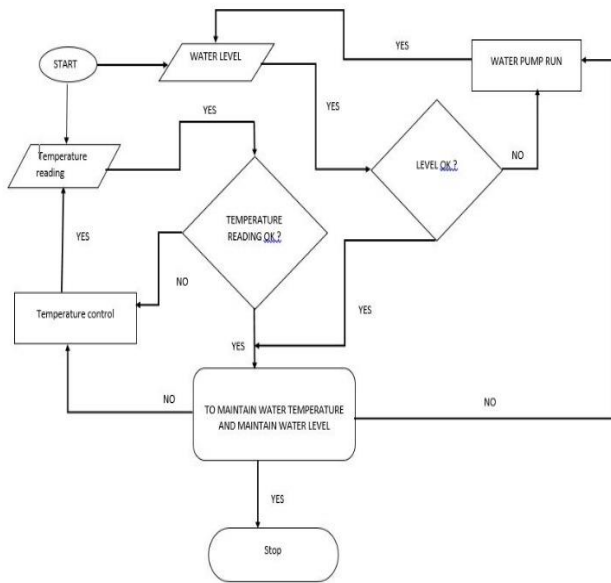 YES
WATER LEVEL
WATER PUMP RUN
START
YES
YES
YES
Temperature
reading
LEVEL OK ?
NO
TEMPERATURE
READING OK ?
YES
NO
Temperature control
YES
YES
NO
TO MAINTAIN WATER TEMPERATURE
AND MAINTAIN WATER LEVEL
NO
YES
Stop